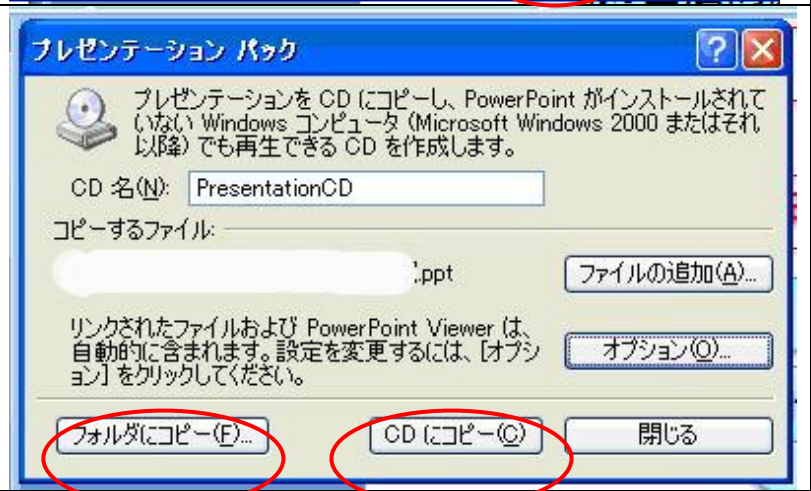 プレゼンテーション パック
プレゼンテーションを CD にコピーし、PowerPoint がインストールされて
いない Windows コンピュータ (Microsoft Windows 2000 またはそれ
以降) でも再生できる CD を作成します。
CD 名(N): PresentationCD
コピーするファイル:
.ppt ファイルの追加(A)...
リンクされたファイルおよび PowerPoint Viewer は、
自動的に含まれます。設定を変更するには、[オプシ
ョン] をクリックしてください。
オプション(O)...
フォルダにコピー(F)... CD にコピー(C) 閉じる